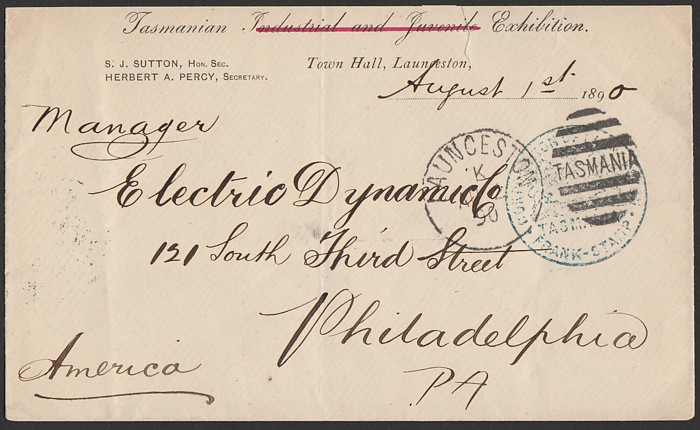 Tasmanian Industrial and Juvenile Exhibition.
S. J. SUTTON, HON. SEC.
HERBERT A. PERCY, SECRETARY.
Town Hall, Launceston,
August 1st 1890
Manager
Electric Dynamic Co
121 South Third Street
Philadelphia
PA
America
LAUNCESTON
K
90
TASMANIA
FRANK-STAMP